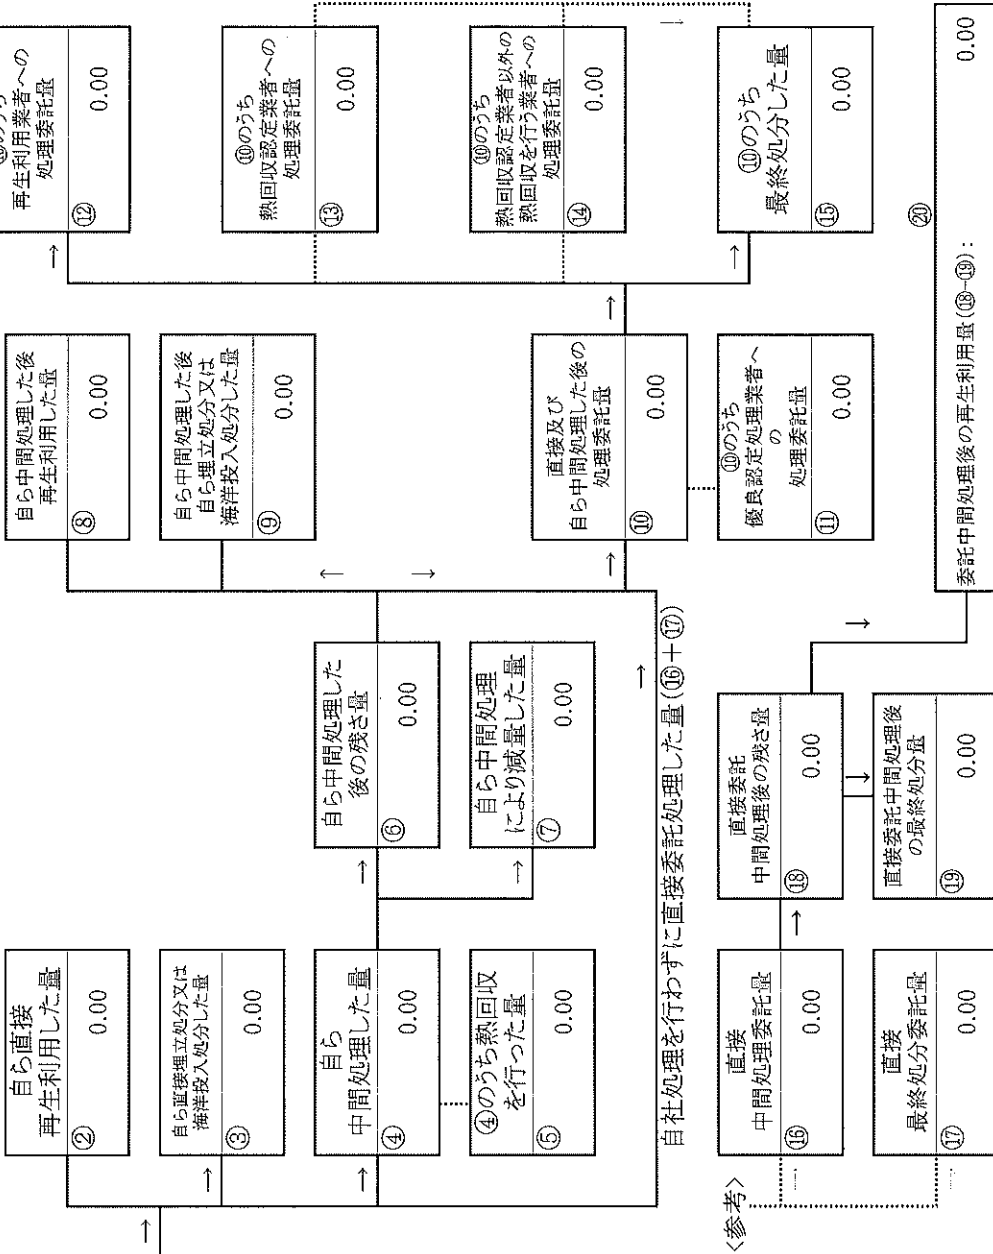 自ら直接
再生利用した量
②
0.00
自ら直接埋立処分又は
海洋投入処分した量
③
0.00
自ら
中間処理した量
④
0.00
④のうち熱回収
を行った量
⑤
0.00
自ら中間処理した
後の残さ量
⑥
0.00
自ら中間処理
により減量した量
⑦
0.00
自ら中間処理した後
再生利用した量
⑧
0.00
自ら中間処理した後
自ら埋立処分又は
海洋投入処分した量
⑨
0.00
直接及び
自ら中間処理した後の
処理委託量
⑩
0.00
⑩のうち
優良認定処理業者へ
の
処理委託量
⑪
0.00
⑩のうち
再生利用業者への
処理委託量
⑫
0.00
⑩のうち
熱回収認定業者への
処理委託量
⑬
0.00
⑩のうち
熱回収認定業者以外の
熱回収を行う業者への
処理委託量
⑭
0.00
⑩のうち
最終処分した量
⑮
0.00
自社処理を行わずに直接委託処理した量(⑯+⑰)
<参考>
直接
中間処理委託量
⑯
0.00
直接
最終処分委託量
⑰
0.00
直接委託
中間処理後の残さ量
⑱
0.00
直接委託中間処理後
の最終処分量
⑲
0.00
⑳
委託中間処理後の再生利用量(⑱-⑲):
0.00